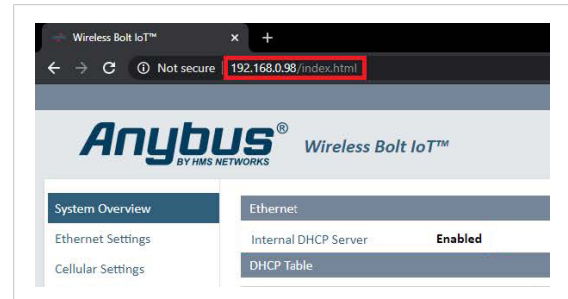 Wireless Bolt IoT™ × +
Not secure | 192.168.0.98/index.html
Anybus® Wireless Bolt IoT™
BY HMS NETWORKS
System Overview
Ethernet
Ethernet Settings
Internal DHCP Server Enabled
Cellular Settings
DHCP Table